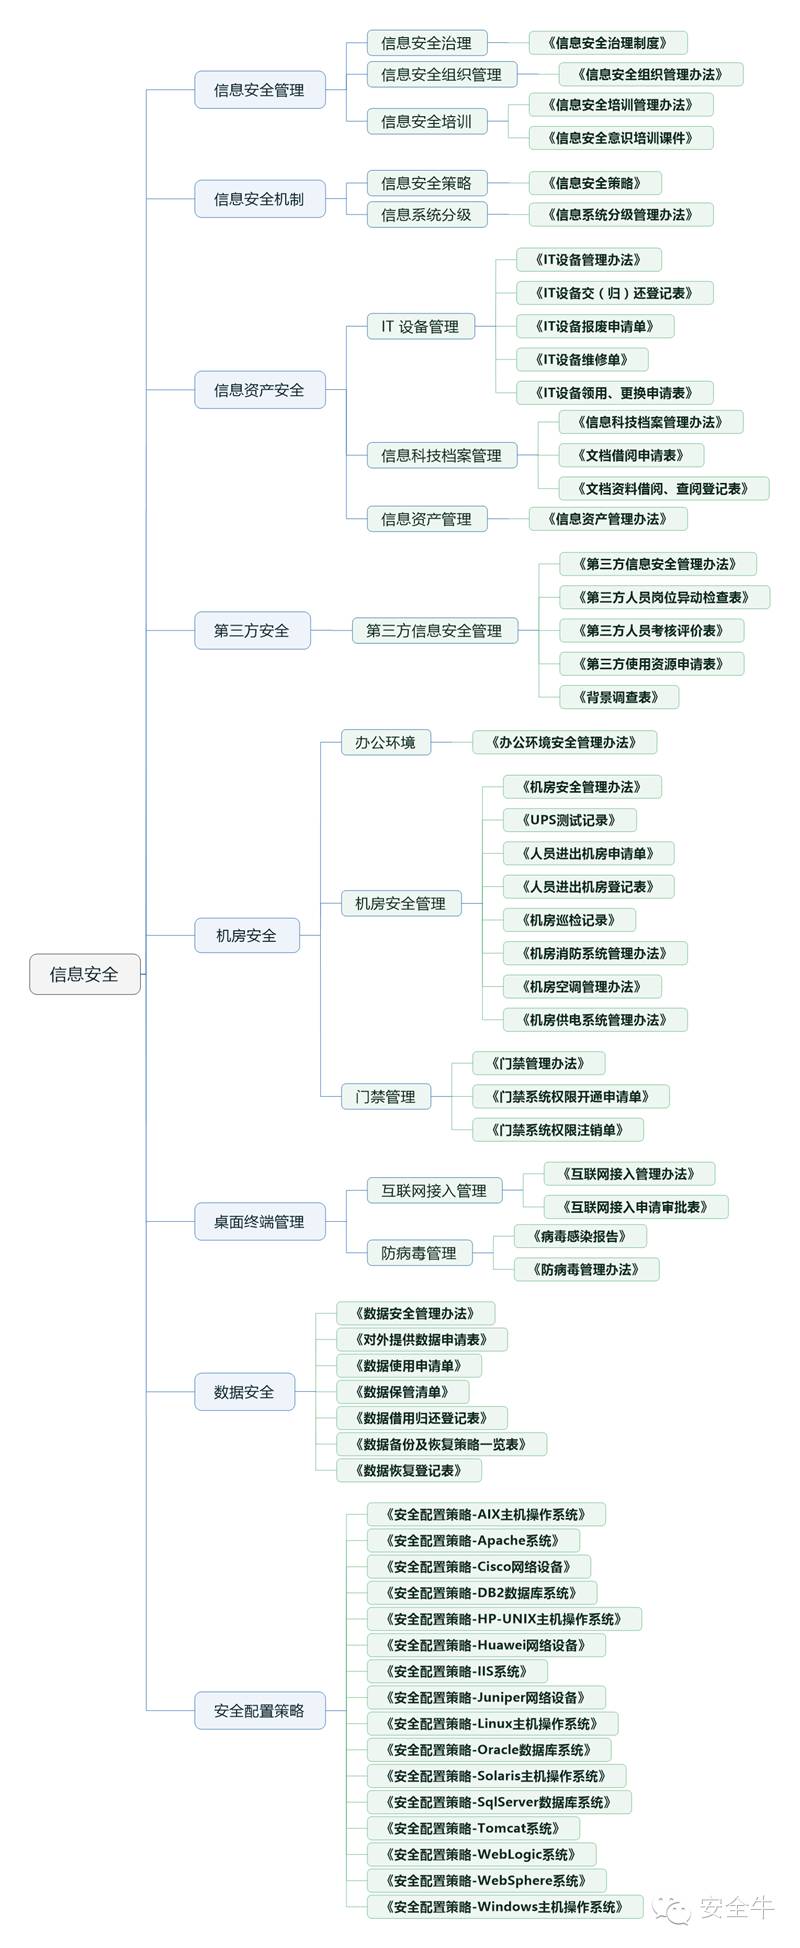 信息安全
信息安全管理
信息安全治理
《信息安全治理制度》
信息安全组织管理
《信息安全组织管理办法》
信息安全培训
《信息安全培训管理办法》
《信息安全意识培训课件》
信息安全机制
信息安全策略
《信息安全策略》
信息系统分级
《信息系统分级管理办法》
信息资产安全
IT 设备管理
《IT设备管理办法》
《IT设备交（归）还登记表》
《IT设备报废申请单》
《IT设备维修单》
《IT设备领用、更换申请表》
信息科技档案管理
《信息科技档案管理办法》
《文档借阅申请表》
《文档资料借阅、查阅登记表》
信息资产管理
《信息资产管理办法》
第三方安全
第三方信息安全管理
《第三方信息安全管理办法》
《第三方人员岗位异动检查表》
《第三方人员考核评价表》
《第三方使用资源申请表》
《背景调查表》
机房安全
办公环境
《办公环境安全管理办法》
机房安全管理
《机房安全管理办法》
《UPS测试记录》
《人员进出机房申请单》
《人员进出机房登记表》
《机房巡检记录》
《机房消防系统管理办法》
《机房空调管理办法》
《机房供电系统管理办法》
门禁管理
《门禁管理办法》
《门禁系统权限开通申请单》
《门禁系统权限注销单》
桌面终端管理
互联网接入管理
《互联网接入管理办法》
《互联网接入申请审批表》
防病毒管理
《病毒感染报告》
《防病毒管理办法》
数据安全
《数据安全管理办法》
《对外提供数据申请表》
《数据使用申请单》
《数据保管清单》
《数据借用归还登记表》
《数据备份及恢复策略一览表》
《数据恢复登记表》
安全配置策略
《安全配置策略-AIX主机操作系统》
《安全配置策略-Apache系统》
《安全配置策略-Cisco网络设备》
《安全配置策略-DB2数据库系统》
《安全配置策略-HP-UNIX主机操作系统》
《安全配置策略-Huawei网络设备》
《安全配置策略-IIS系统》
《安全配置策略-Juniper网络设备》
《安全配置策略-Linux主机操作系统》
《安全配置策略-Oracle数据库系统》
《安全配置策略-Solaris主机操作系统》
《安全配置策略-SqlServer数据库系统》
《安全配置策略-Tomcat系统》
《安全配置策略-WebLogic系统》
《安全配置策略-WebSphere系统》
《安全配置策略-Windows主机操作系统》
安全牛